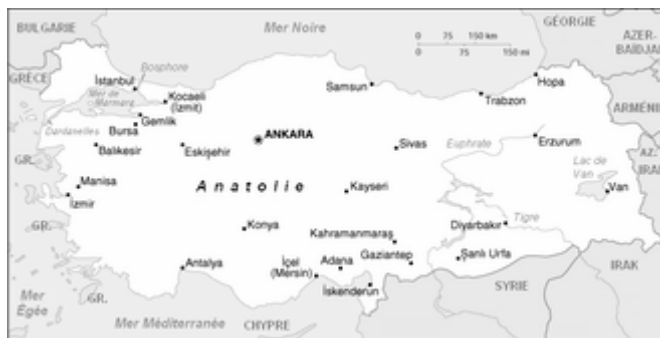 BULGARIE
Mer Noire
GÉORGIE
0 75 150 km
0 75 150 mi
AZER-
BAÏDJAN
Bosphore
GRÈCE
İstanbul
Mer de
Marmara
Kocaeli
(İzmit)
Samsun
Hopa
Trabzon
ARMÉNIE
Dardanelles
Gemlik
Bursa
ANKARA
Balıkesir
Eskişehir
Sivas
Euphrate
Erzurum
GR.
AZ.
IRAN
Lac de
Van
Manisa
Anatolie
Kayseri
Van
İzmir
GR.
Konya
Kahramanmaraş
Diyarbakır
Tigre
Antalya
İçel
(Mersin)
Adana
Gaziantep
Şanlı Urfa
IRAK
İskenderun
SYRIE
Mer
Égée
GR.
Mer Méditerranée
CHYPRE